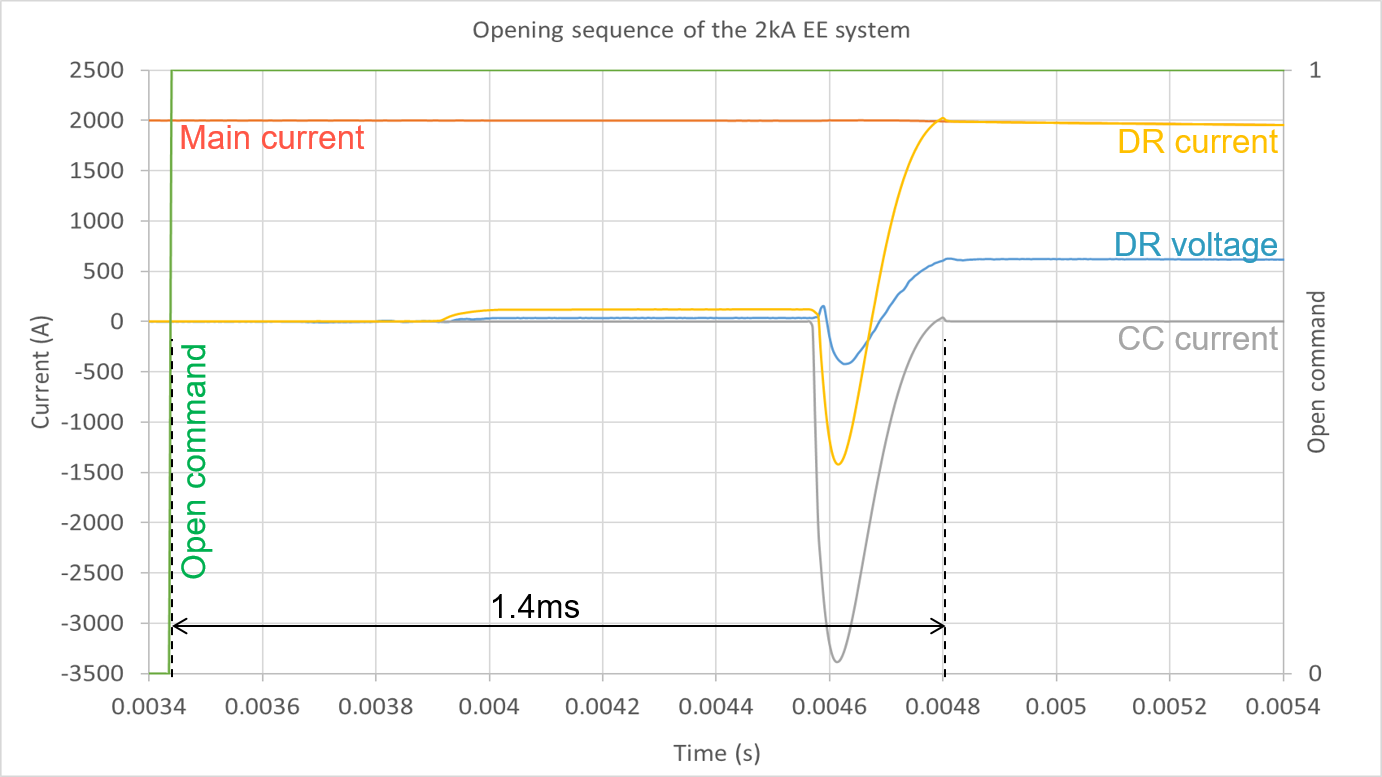 Opening sequence of the 2kA EE system
2500
2000
1500
1000
500
0
-500
-1000
-1500
-2000
-2500
-3000
-3500
Current (A)
1
0
Open command
Main current
DR current
DR voltage
CC current
Open command
1.4ms
0.0034
0.0036
0.0038
0.004
0.0042
0.0044
0.0046
0.0048
0.005
0.0052
0.0054
Time (s)